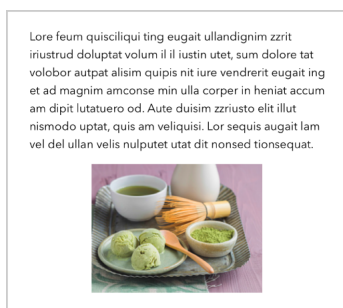 Lore feum quisciliqui ting eugait ullandignim zzrit
iriustrud doluptat volum il il iustin utet, sum dolore tat
volobor autpat alisim quipis nit iure vendrerit eugait ing
et ad magnim amconse min ulla corper in heniat accum
am dipit lutatuero od. Aute duisim zzriusto elit illut
nismodo uptat, quis am veliquisi. Lor sequis augait lam
vel del ullan velis nulputet utat dit nonsed tionsequat.